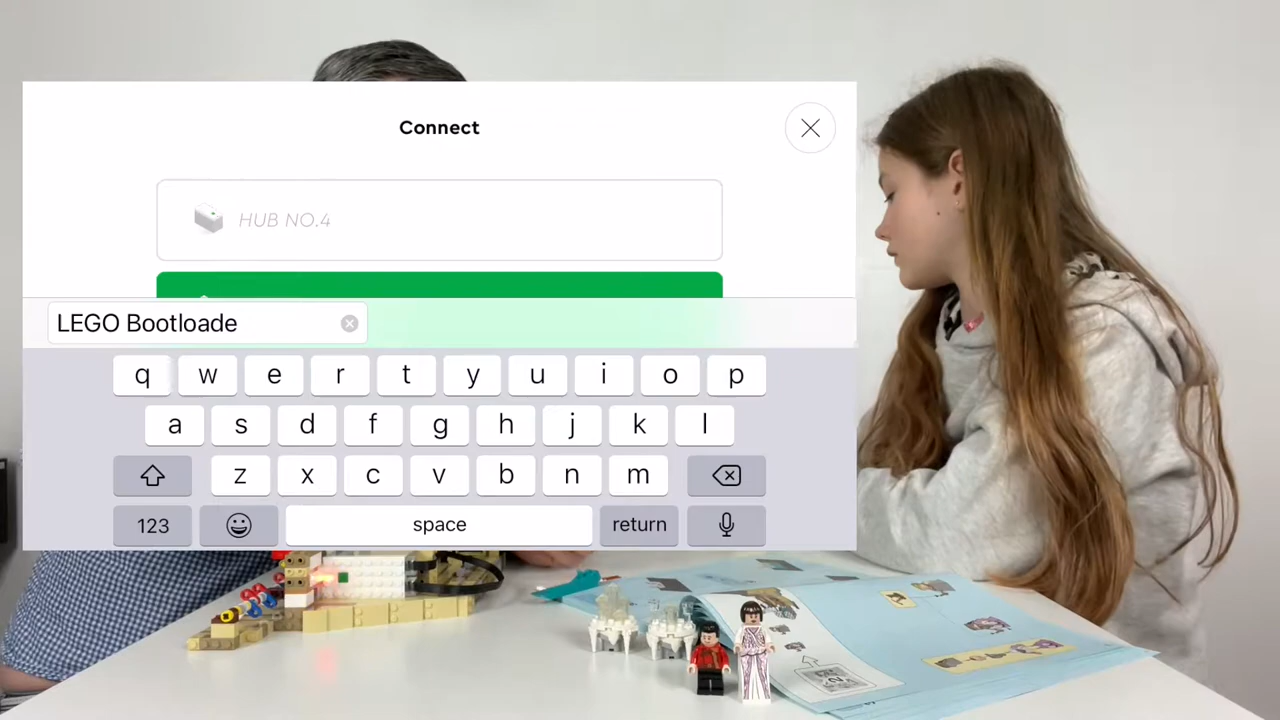 Connect
HUB NO.4
LEGO Bootloade
q w e r t y u i o p
a s d f g h j k l
z x c v b n m
123 space return